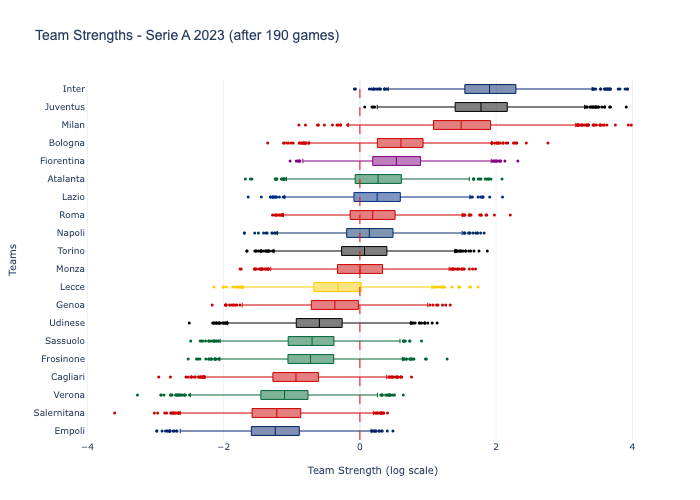 Team Strengths - Serie A 2023 (after 190 games)
Inter
Juventus
Milan
Bologna
Fiorentina
Atalanta
Lazio
Roma
Napoli
Torino
Monza
Lecce
Genoa
Udinese
Sassuolo
Frosinone
Cagliari
Verona
Salernitana
Empoli
Teams
−4
−2
0
2
4
Team Strength (log scale)